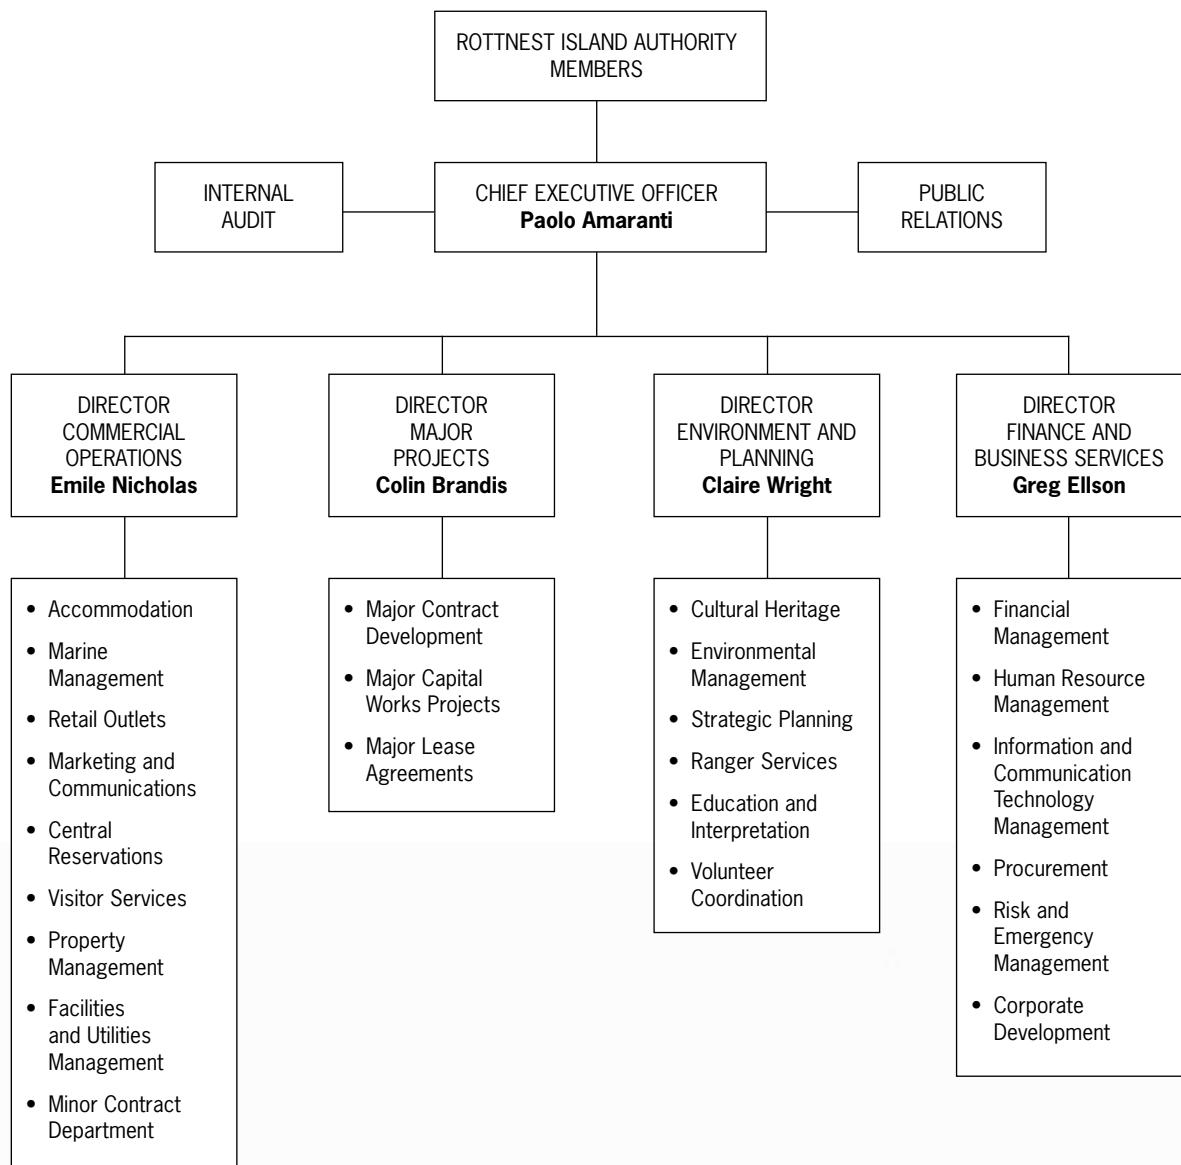 ROTTNEST ISLAND AUTHORITY
MEMBERS
INTERNAL
AUDIT
CHIEF EXECUTIVE OFFICER
Paolo Amaranti
PUBLIC
RELATIONS
DIRECTOR
COMMERCIAL
OPERATIONS
Emile Nicholas
DIRECTOR
MAJOR
PROJECTS
Colin Brandis
DIRECTOR
ENVIRONMENT AND
PLANNING
Claire Wright
DIRECTOR
FINANCE AND
BUSINESS SERVICES
Greg Ellson
• Accommodation
• Marine
Management
• Retail Outlets
• Marketing and
Communications
• Central
Reservations
• Visitor Services
• Property
Management
• Facilities
and Utilities
Management
• Minor Contract
Department
• Major Contract
Development
• Major Capital
Works Projects
• Major Lease
Agreements
• Cultural Heritage
• Environmental
Management
• Strategic Planning
• Ranger Services
• Education and
Interpretation
• Volunteer
Coordination
• Financial
Management
• Human Resource
Management
• Information and
Communication
Technology
Management
• Procurement
• Risk and
Emergency
Management
• Corporate
Development